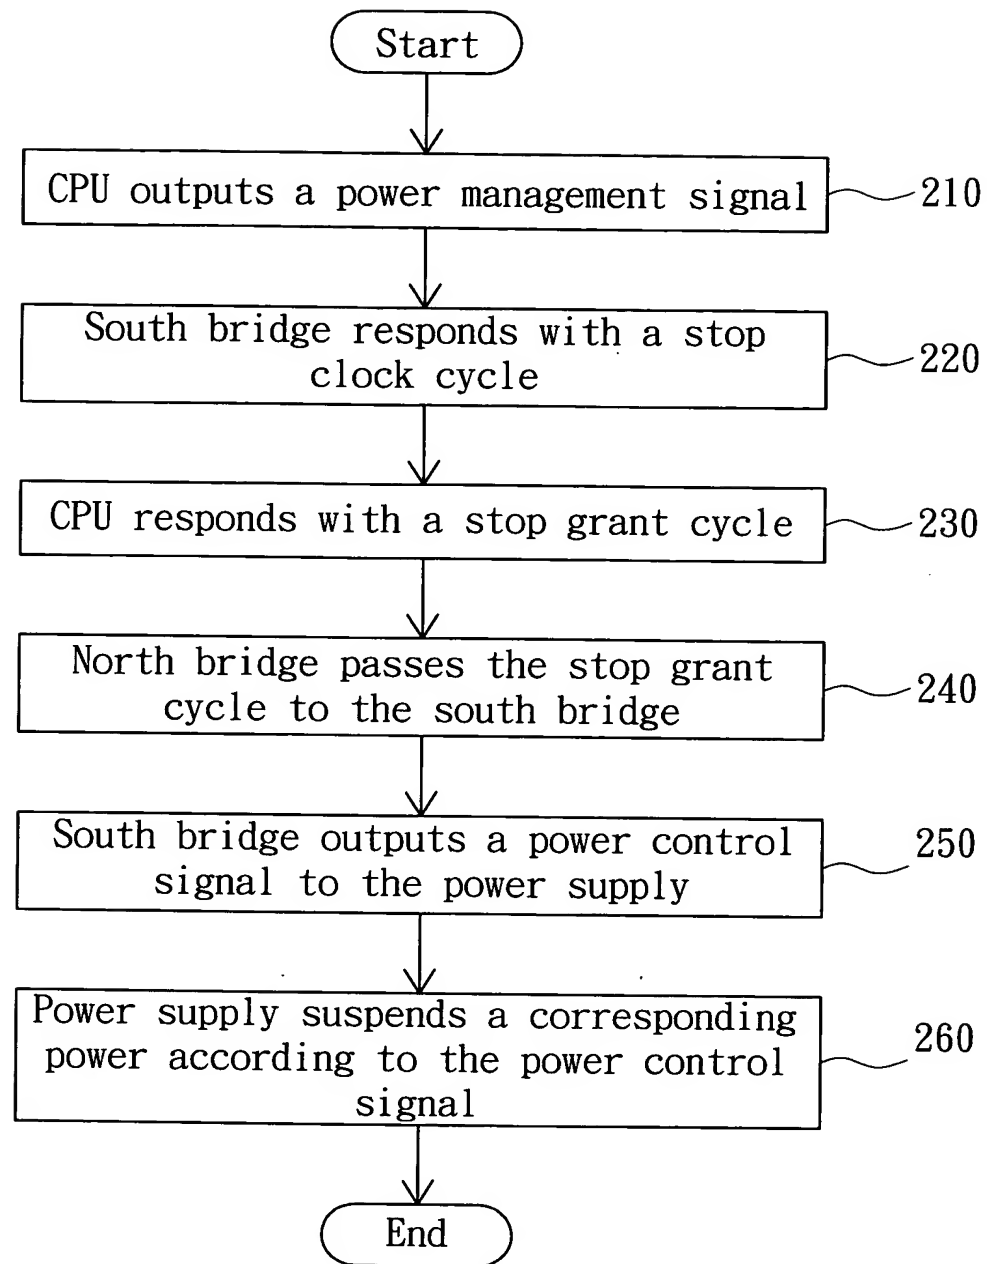 Start
CPU outputs a power management signal
210
South bridge responds with a stop
clock cycle
220
CPU responds with a stop grant cycle
230
North bridge passes the stop grant
cycle to the south bridge
240
South bridge outputs a power control
signal to the power supply
250
Power supply suspends a corresponding
power according to the power control
signal
260
End